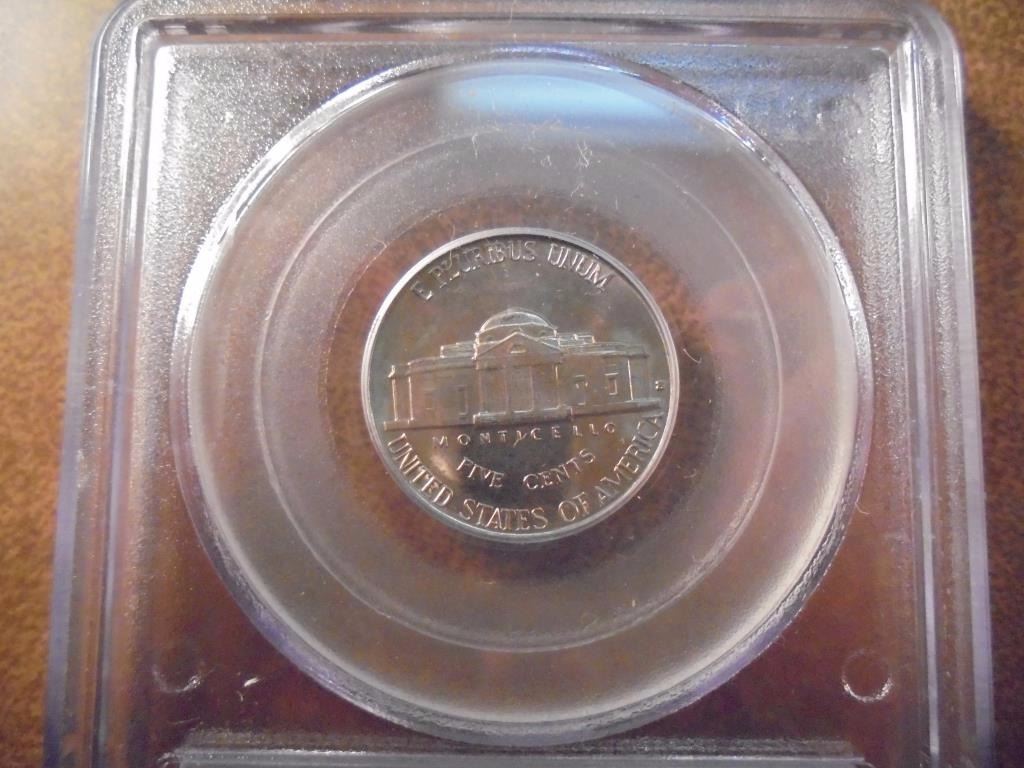 E PLURIBUS UNUM
S
MONTICELLO
FIVE CENTS
UNITED STATES OF AMERICA